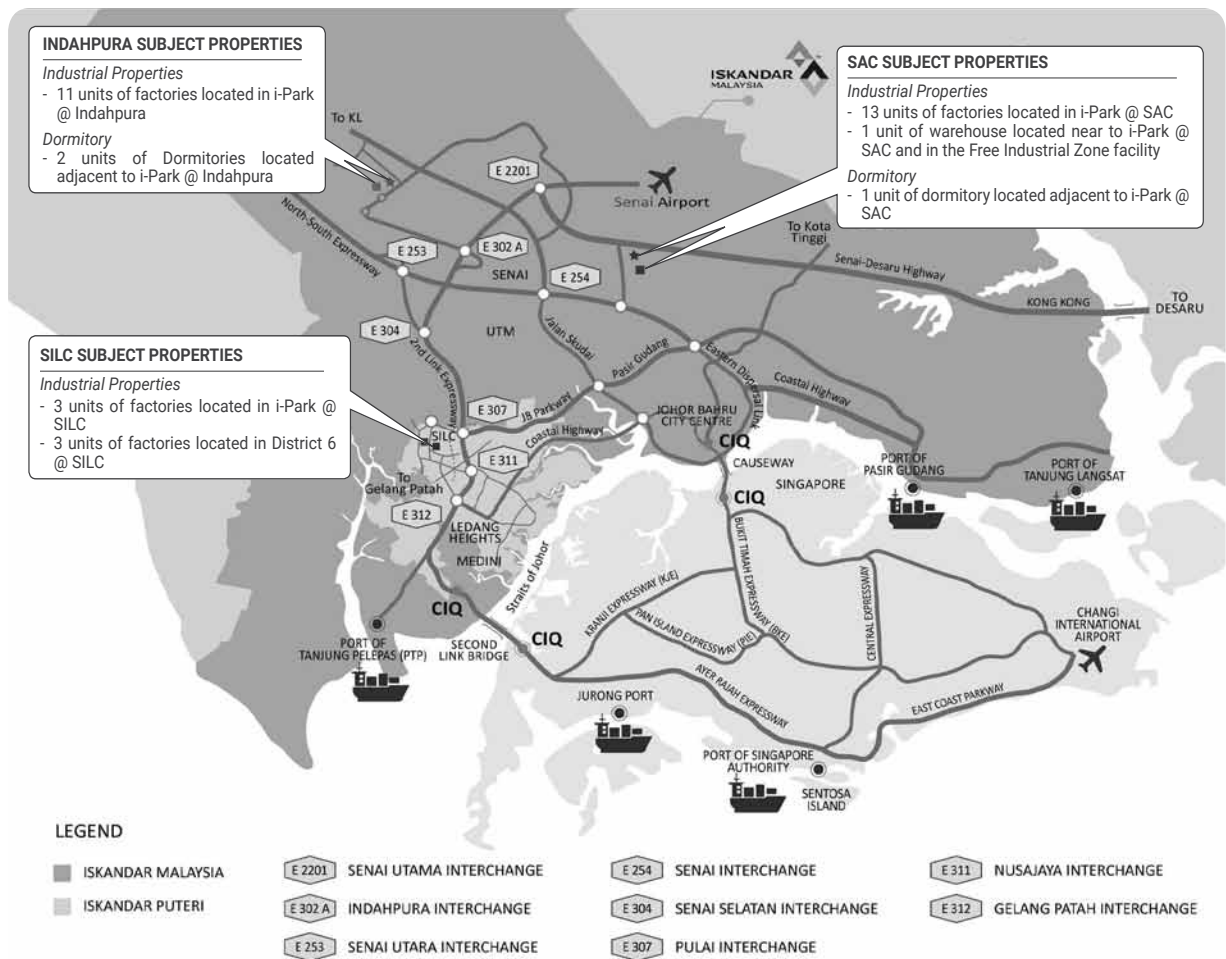 INDAHPURA SUBJECT PROPERTIES
Industrial Properties
- 11 units of factories located in i-Park
@ Indahpura
Dormitory
- 2 units of Dormitories located
adjacent to i-Park @ Indahpura
ISKANDAR
MALAYSIA
SAC SUBJECT PROPERTIES
Industrial Properties
- 13 units of factories located in i-Park @ SAC
- 1 unit of warehouse located near to i-Park @
SAC and in the Free Industrial Zone facility
Dormitory
- 1 unit of dormitory located adjacent to i-Park @
SAC
To KL
E 2201
Senai Airport
North-South Expressway
E 253
E 302 A
SENAI
E 254
To Kota
Tinggi
Senai-Desaru Highway
KONG KONG
TO
DESARU
E 304
UTM
2nd Link Expressway
Jalan Skudai
Pasir Gudang
Eastern Dispersal Link
Coastal Highway
SILC SUBJECT PROPERTIES
Industrial Properties
- 3 units of factories located in i-Park @
SILC
- 3 units of factories located in District 6
@ SILC
E 307
JB Parkway
SILC
Coastal Highway
JOHOR BAHRU
CITY CENTRE
CIQ
E 311
To
Gelang Patah
CAUSEWAY
SINGAPORE
CIQ
PORT OF
PASIR GUDANG
PORT OF
TANJUNG LANGSAT
E 312
LEDANG
HEIGHTS
MEDINI
Straits of Johor
CIQ
CIQ
SECOND
LINK BRIDGE
PORT OF
TANJUNG PELEPAS (PTP)
KRANJI EXPRESSWAY (KJE)
PAN ISLAND EXPRESSWAY (PIE)
BUKIT TIMAH EXPRESSWAY (BKE)
CENTRAL EXPRESSWAY
CHANGI
INTERNATIONAL
AIRPORT
AYER RAJAH EXPRESSWAY
EAST COAST PARKWAY
JURONG PORT
PORT OF SINGAPORE
AUTHORITY
SENTOSA
ISLAND
LEGEND
ISKANDAR MALAYSIA
ISKANDAR PUTERI
E 2201 SENAI UTAMA INTERCHANGE
E 302 A INDAHPURA INTERCHANGE
E 253 SENAI UTARA INTERCHANGE
E 254 SENAI INTERCHANGE
E 304 SENAI SELATAN INTERCHANGE
E 307 PULAI INTERCHANGE
E 311 NUSAJAYA INTERCHANGE
E 312 GELANG PATAH INTERCHANGE